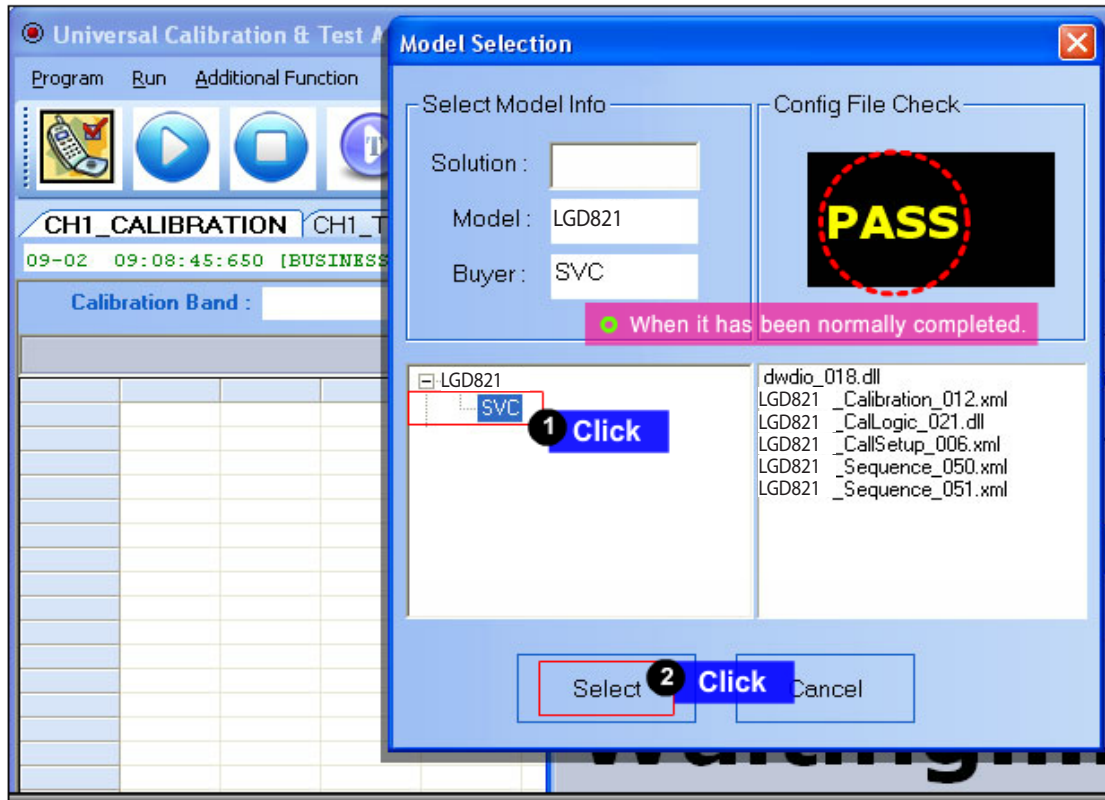 Universal Calibration & Test A
Model Selection
Program Run Additional Function
Select Model Info
Config File Check
Solution :
Model : LGD821
Buyer : SVC
PASS
T
When it has been normally completed.
CH1_CALIBRATION CH1_T
09-02 09:08:45:650 [BUSINESS
Calibration Band :
LGD821
SVC
1 Click
dwdio_018.dll
LGD821 _Calibration_012.xml
LGD821 _CalLogic_021.dll
LGD821 _CallSetup_006.xml
LGD821 _Sequence_050.xml
LGD821 _Sequence_051.xml
Select 2 Click Cancel